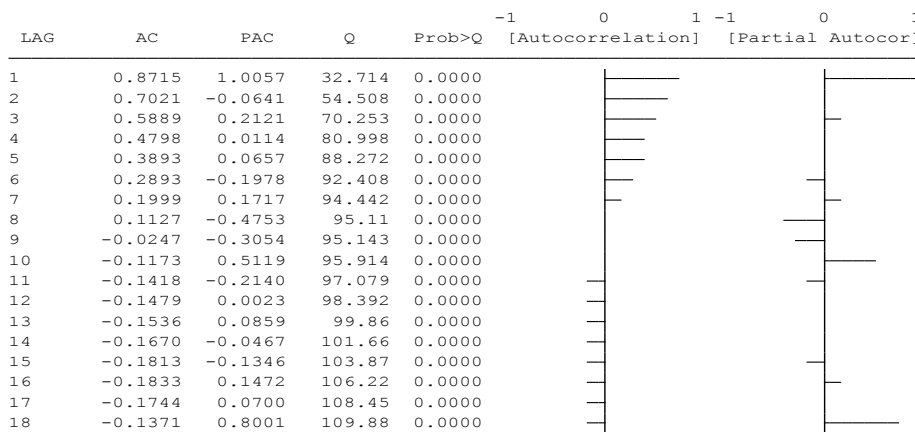 -1 0 1 -1 0 1
LAG AC PAC Q Prob>Q [Autocorrelation] [Partial Autocor]
1 0.8715 1.0057 32.714 0.0000
2 0.7021 -0.0641 54.508 0.0000
3 0.5889 0.2121 70.253 0.0000
4 0.4798 0.0114 80.998 0.0000
5 0.3893 0.0657 88.272 0.0000
6 0.2893 -0.1978 92.408 0.0000
7 0.1999 0.1717 94.442 0.0000
8 0.1127 -0.4753 95.11 0.0000
9 -0.0247 -0.3054 95.143 0.0000
10 -0.1173 0.5119 95.914 0.0000
11 -0.1418 -0.2140 97.079 0.0000
12 -0.1479 0.0023 98.392 0.0000
13 -0.1536 0.0859 99.86 0.0000
14 -0.1670 -0.0467 101.66 0.0000
15 -0.1813 -0.1346 103.87 0.0000
16 -0.1833 0.1472 106.22 0.0000
17 -0.1744 0.0700 108.45 0.0000
18 -0.1371 0.8001 109.88 0.0000